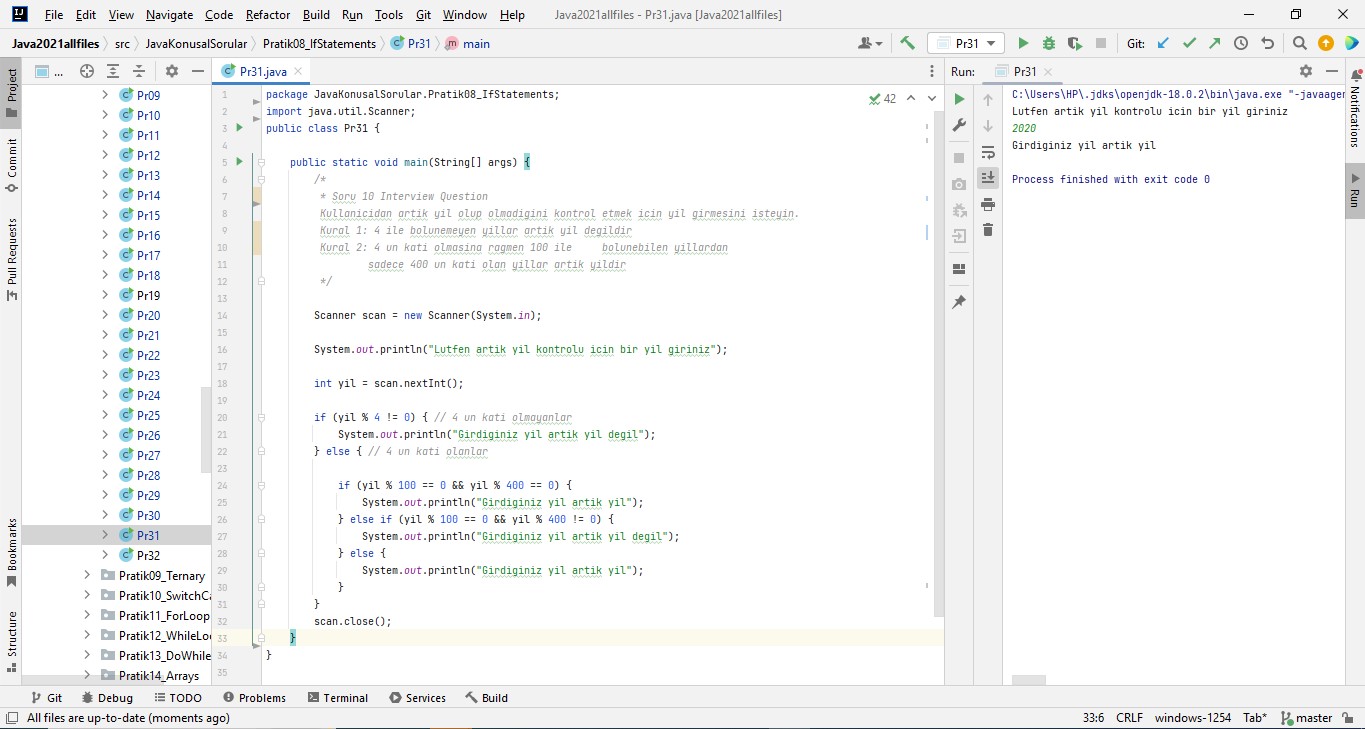 File Edit View Navigate Code Refactor Build Run Tools Git Window Help Java2021allfiles - Pr31.java [Java2021allfiles]
Java2021allfiles src JavaKonusalSorular Pratik08_IfStatements Pr31 main Pr31 Git:
Project
Commit
Pull Requests
Bookmarks
Structure
...
Pr09
Pr10
Pr11
Pr12
Pr13
Pr14
Pr15
Pr16
Pr17
Pr18
Pr19
Pr20
Pr21
Pr22
Pr23
Pr24
Pr25
Pr26
Pr27
Pr28
Pr29
Pr30
Pr31
Pr32
Pratik09_Ternary
Pratik10_SwitchCa
Pratik11_ForLoop
Pratik12_WhileLo
Pratik13_DoWhile
Pratik14_Arrays
Pr31.java
42
1 package JavaKonusalSorular.Pratik08_IfStatements;
2 import java.util.Scanner;
3 public class Pr31 {
4
5 public static void main(String[] args) {
6 /*
7 * Soru 10 Interview Question
8 Kullanicidan artik yil olup olmadigini kontrol etmek icin yil girmesini isteyin.
9 Kural 1: 4 ile bolunemeyen yillar artik yil degildir
10 Kural 2: 4 un kati olmasina ragmen 100 ile bolunebilen yillardan
11 sadece 400 un kati olan yillar artik yildir
12 */
13
14 Scanner scan = new Scanner(System.in);
15
16 System.out.println("Lutfen artik yil kontrolu icin bir yil giriniz");
17
18 int yil = scan.nextInt();
19
20 if (yil % 4 != 0) { // 4 un kati olmayanlar
21 System.out.println("Girdiginiz yil artik yil degil");
22 } else { // 4 un kati olanlar
23
24 if (yil % 100 == 0 && yil % 400 == 0) {
25 System.out.println("Girdiginiz yil artik yil");
26 } else if (yil % 100 == 0 && yil % 400 != 0) {
27 System.out.println("Girdiginiz yil artik yil degil");
28 } else {
29 System.out.println("Girdiginiz yil artik yil");
30 }
31 }
32 scan.close();
33 }
34 }
35
Run: Pr31
C:\Users\HP\.jdks\openjdk-18.0.2\bin\java.exe "-javaagen
Lutfen artik yil kontrolu icin bir yil giriniz
2020
Girdiginiz yil artik yil
Process finished with exit code 0
Notifications
Run
Git Debug TODO Problems Terminal Services Build
All files are up-to-date (moments ago) 33:6 CRLF windows-1254 Tab* master